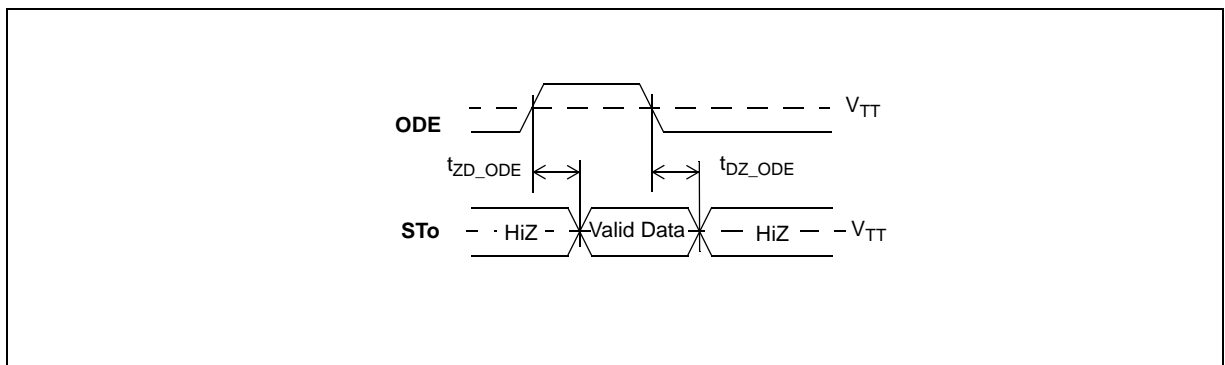 V_TT
ODE
t_ZD_ODE
t_DZ_ODE
STo HiZ Valid Data HiZ V_TT